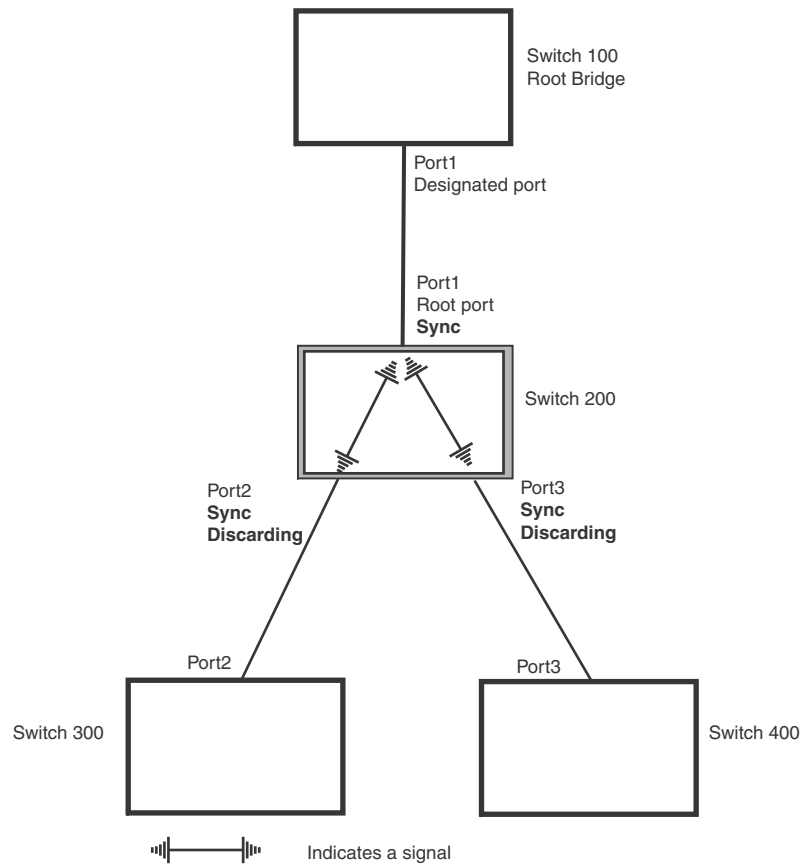 Switch 100
Root Bridge
Port1
Designated port
Port1
Root port
Sync
Switch 200
Port2
Sync
Discarding
Port3
Sync
Discarding
Port2
Port3
Switch 300
Switch 400
Indicates a signal